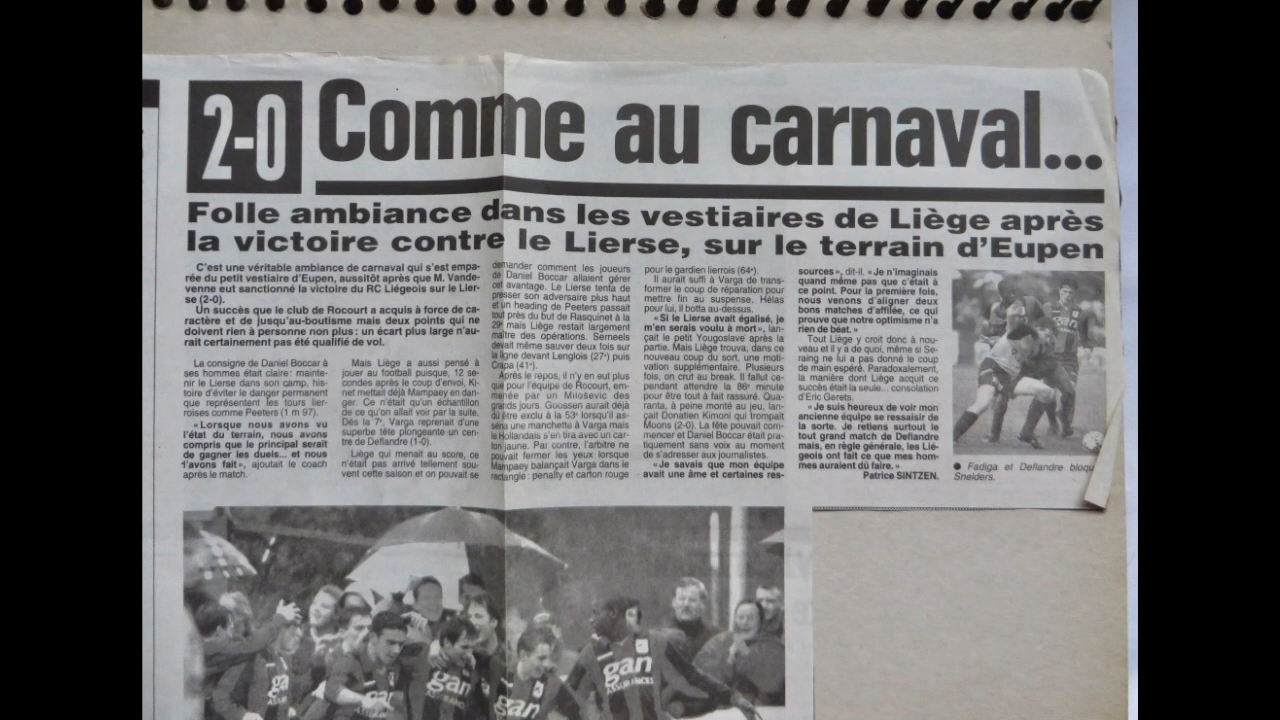 2-0
Comme au carnaval...
Folle ambiance dans les vestiaires de Liège après
la victoire contre le Lierse, sur le terrain d'Eupen
C'est une véritable ambiance de carnaval qui s'est empa-
rée du petit vestiaire d'Eupen, aussitôt après que M. Vande-
venne eut sanctionné la victoire du RC Liégeois sur le Lier-
se (2-0).
Un succès que le club de Rocourt a acquis à force de ca-
ractère et de jusqu'au-boutisme mais deux points qui ne
doivent rien à personne non plus : un écart plus large n'au-
rait certainement pas été qualifié de vol.
La consigne de Daniel Boccar à
ses hommes était claire: mainte-
nir le Lierse dans son camp, his-
toire d'éviter le danger permanent
que représentent les tours lier-
roises comme Peeters (1 m 97).
«Lorsque nous avons vu
l'état du terrain, nous avons
compris que le principal serait
de gagner les duels... et nous
l'avons fait», ajoutait le coach
après le match.
Mais Liège a aussi pensé à
jouer au football puisque, 12 se-
condes après le coup d'envoi, Ki-
net mettait déjà Mampaey en dan-
ger. Ce n'était qu'un échantillon
de ce qu'on allait voir par la suite.
Dès la 7e, Varga reprenait d'une
superbe tête plongeante un cen-
tre de Deflandre (1-0).
Liège qui menait au score, ce
n'était pas arrivé tellement sou-
vent cette saison et on pouvait se
demander comment les joueurs
de Daniel Boccar allaient gérer
cet avantage. Le Lierse tenta de
presser son adversaire plus haut
et un heading de Peeters passait
tout près du but de Rasquinet à la
29e mais Liège restait largement
maître des opérations. Serneels
devait même sauver deux fois sur
la ligne devant Lenglois (27e) puis
Crapa (41e).
Après le repos, il n'y en eut plus
que pour l'équipe de Rocourt, em-
menée par un Milosevic des
grands jours. Goossen aurait déjà
dû être exclu à la 53e lorsqu'il as-
séna une manchette à Varga mais
le Hollandais s'en tira avec un car-
ton jaune. Par contre, l'arbitre ne
pouvait fermer les yeux lorsque
Mampaey balançait Varga dans le
rectangle : penalty et carton rouge
pour le gardien lierrois (64e).
Il aurait suffi à Varga de trans-
former le coup de réparation pour
mettre fin au suspense. Hélas
pour lui, il botta au-dessus.
«Si le Lierse avait égalisé, je
m'en serais voulu à mort», lan-
çait le petit Yougoslave après la
partie. Mais Liège trouva, dans ce
nouveau coup du sort, une moti-
vation supplémentaire. Plusieurs
fois, on crut au break. Il fallut ce-
pendant attendre la 86e minute
pour être tout à fait rassuré. Qua-
ranta, à peine monté au jeu, lan-
çait Donatien Kimoni qui trompait
Moons (2-0). La fête pouvait com-
mencer et Daniel Boccar était pra-
tiquement sans voix au moment
de s'adresser aux journalistes.
«Je savais que mon équipe
avait une âme et certaines res-
sources», dit-il. «Je n'imaginais
quand même pas que c'était à
ce point. Pour la première fois,
nous venons d'aligner deux
bons matches d'affilée, ce qui
prouve que notre optimisme n'a
rien de béat.»
Tout Liège y croit donc à nou-
veau et il y a de quoi, même si Se-
raing ne lui a pas donné le coup
de main espéré. Paradoxalement,
la manière dont Liège acquit ce
succès était la seule... consolation
d'Eric Gerets.
«Je suis heureux de voir mon
ancienne équipe se ressaisir de
la sorte. Je retiens surtout le
tout grand match de Deflandre
mais, en règle générale, les Lié-
geois ont fait ce que mes hom-
mes auraient dû faire.»
Patrice SINTZEN.
gan
● Fadiga et Deflandre bloqu
Sneiders.
ga
ASSUR
gan
ASSURANCES
gan
gan
ASSURANCES